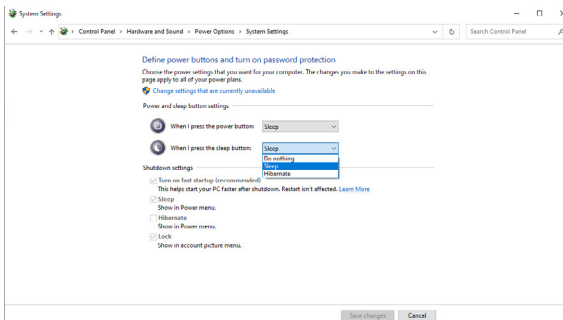 System Settings
Control Panel > Hardware and Sound > Power Options > System Settings
Search Control Panel
Define power buttons and turn on password protection
Choose the power settings that you want for your computer. The changes you make to the settings on this
page apply to all of your power plans.
Change settings that are currently unavailable
Power and sleep button settings
When I press the power button: Sleep
When I press the sleep button: Sleep
Do nothing
Sleep
Hibernate
Shutdown settings
Turn on fast startup (recommended)
This helps start your PC faster after shutdown. Restart isn't affected. Learn More
Sleep
Show in Power menu.
Hibernate
Show in Power menu.
Lock
Show in account picture menu.
Save changes Cancel